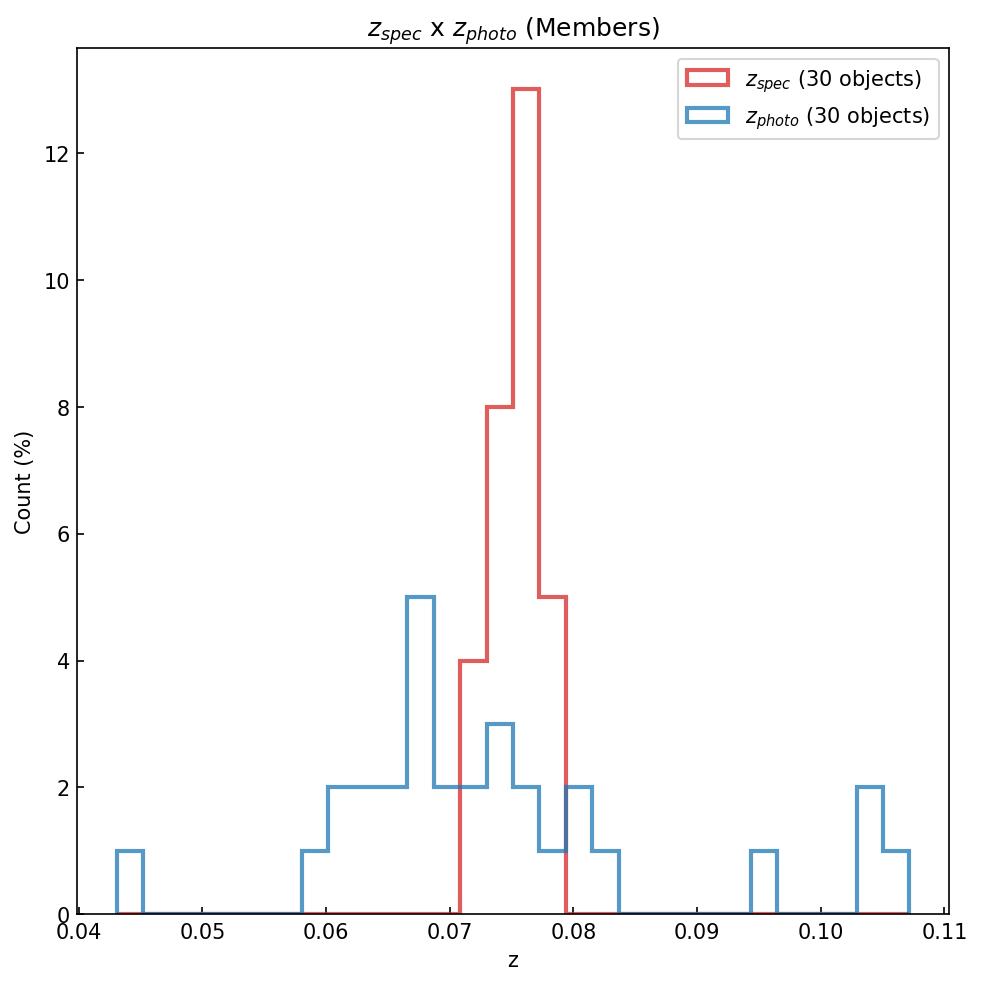 z_spec x z_photo (Members)
z_spec (30 objects)
z_photo (30 objects)
Count (%)
12
10
8
6
4
2
0
0.04 0.05 0.06 0.07 0.08 0.09 0.10 0.11
z